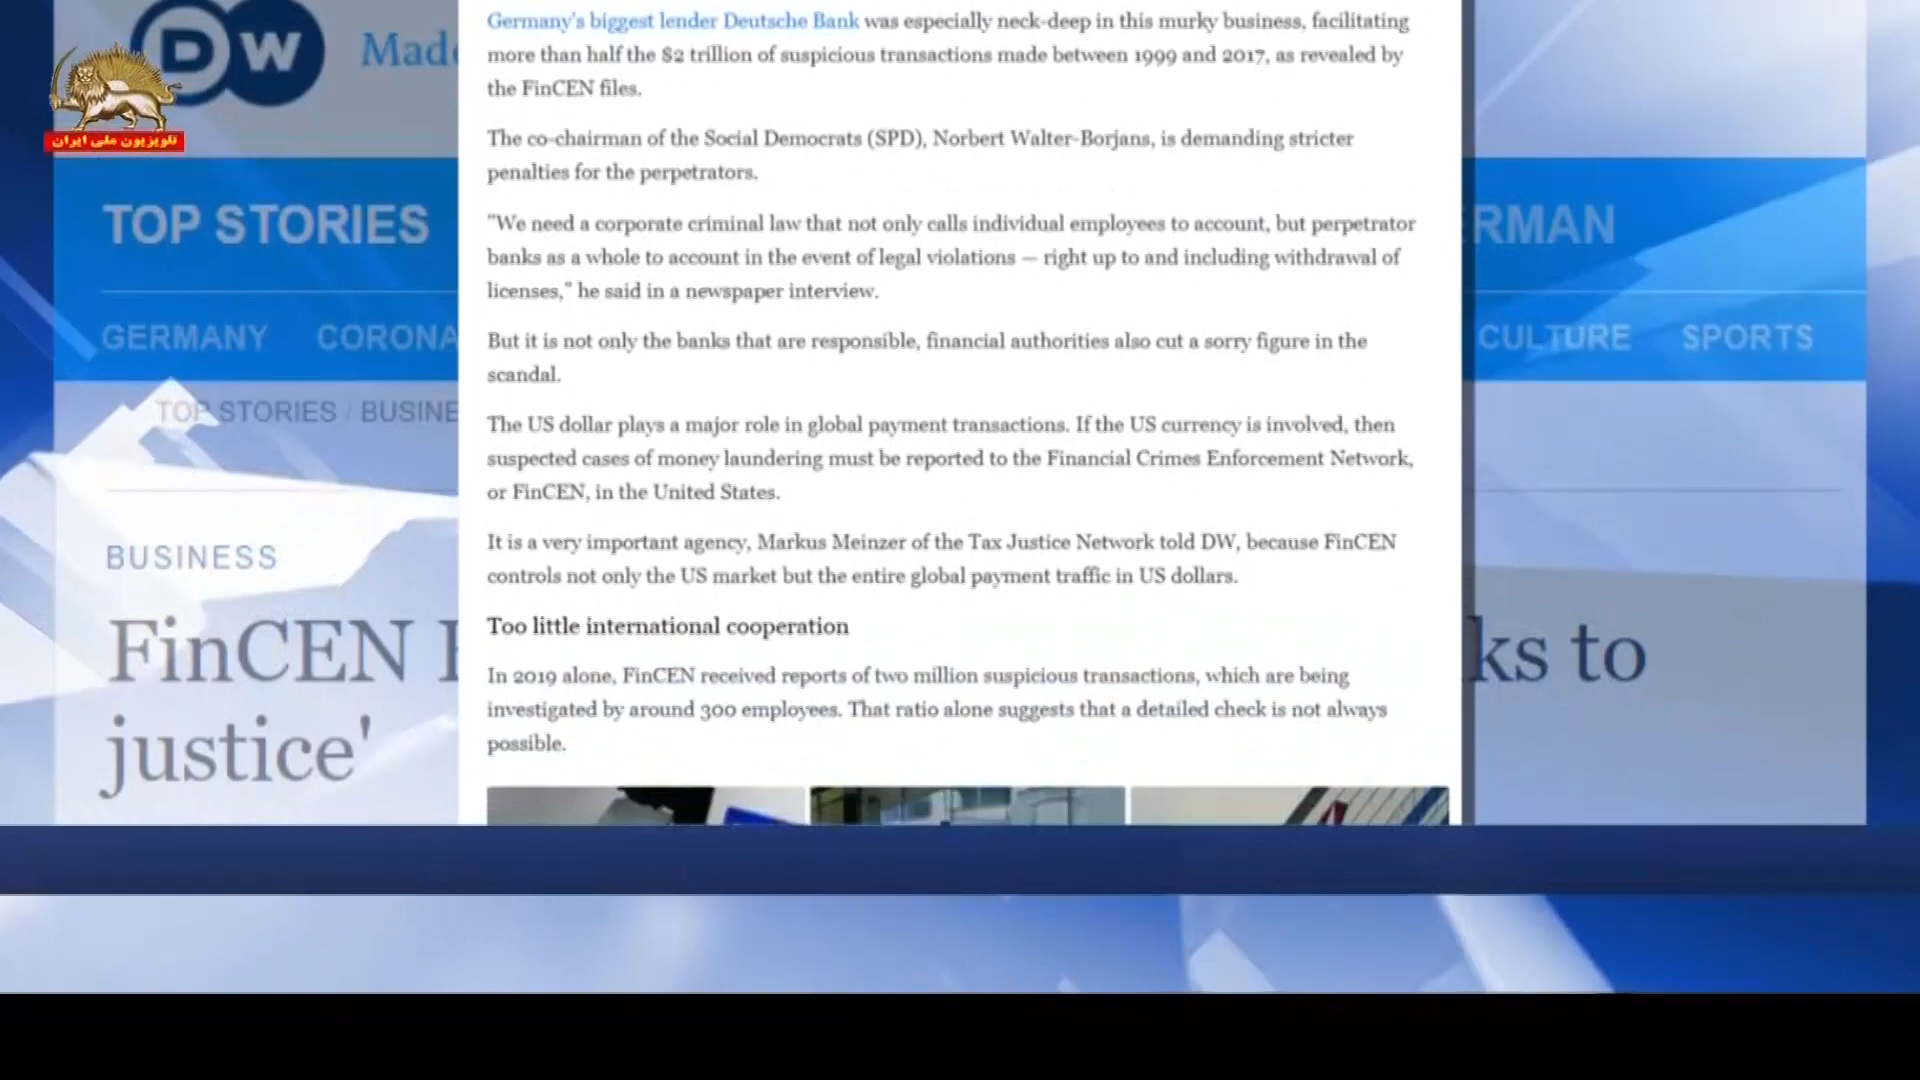 DW
Made
تلویزیون ملی ایران
TOP STORIES
RMAN
GERMANY
CORONA
CULTURE
SPORTS
TOP STORIES / BUSINE
BUSINESS
FinCEN
ks to
justice'
Germany's biggest lender Deutsche Bank was especially neck-deep in this murky business, facilitating
more than half the $2 trillion of suspicious transactions made between 1999 and 2017, as revealed by
the FinCEN files.
The co-chairman of the Social Democrats (SPD), Norbert Walter-Borjans, is demanding stricter
penalties for the perpetrators.
"We need a corporate criminal law that not only calls individual employees to account, but perpetrator
banks as a whole to account in the event of legal violations — right up to and including withdrawal of
licenses," he said in a newspaper interview.
But it is not only the banks that are responsible, financial authorities also cut a sorry figure in the
scandal.
The US dollar plays a major role in global payment transactions. If the US currency is involved, then
suspected cases of money laundering must be reported to the Financial Crimes Enforcement Network,
or FinCEN, in the United States.
It is a very important agency, Markus Meinzer of the Tax Justice Network told DW, because FinCEN
controls not only the US market but the entire global payment traffic in US dollars.
Too little international cooperation
In 2019 alone, FinCEN received reports of two million suspicious transactions, which are being
investigated by around 300 employees. That ratio alone suggests that a detailed check is not always
possible.